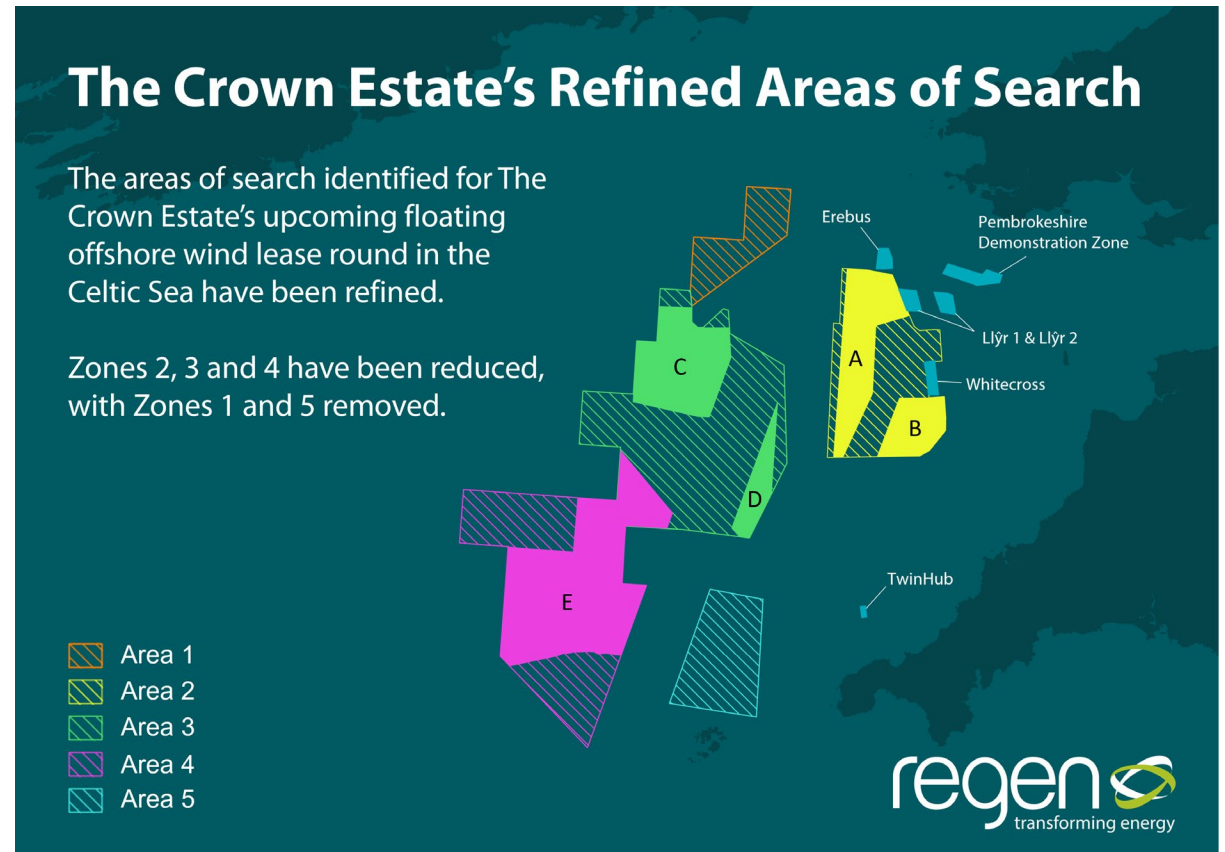 The Crown Estate's Refined Areas of Search
The areas of search identified for The
Crown Estate's upcoming floating
offshore wind lease round in the
Celtic Sea have been refined.
Zones 2, 3 and 4 have been reduced,
with Zones 1 and 5 removed.
Erebus
Pembrokeshire
Demonstration Zone
Llŷr 1 & Llŷr 2
Whitecross
TwinHub
A
B
C
D
E
Area 1
Area 2
Area 3
Area 4
Area 5
regen
transforming energy